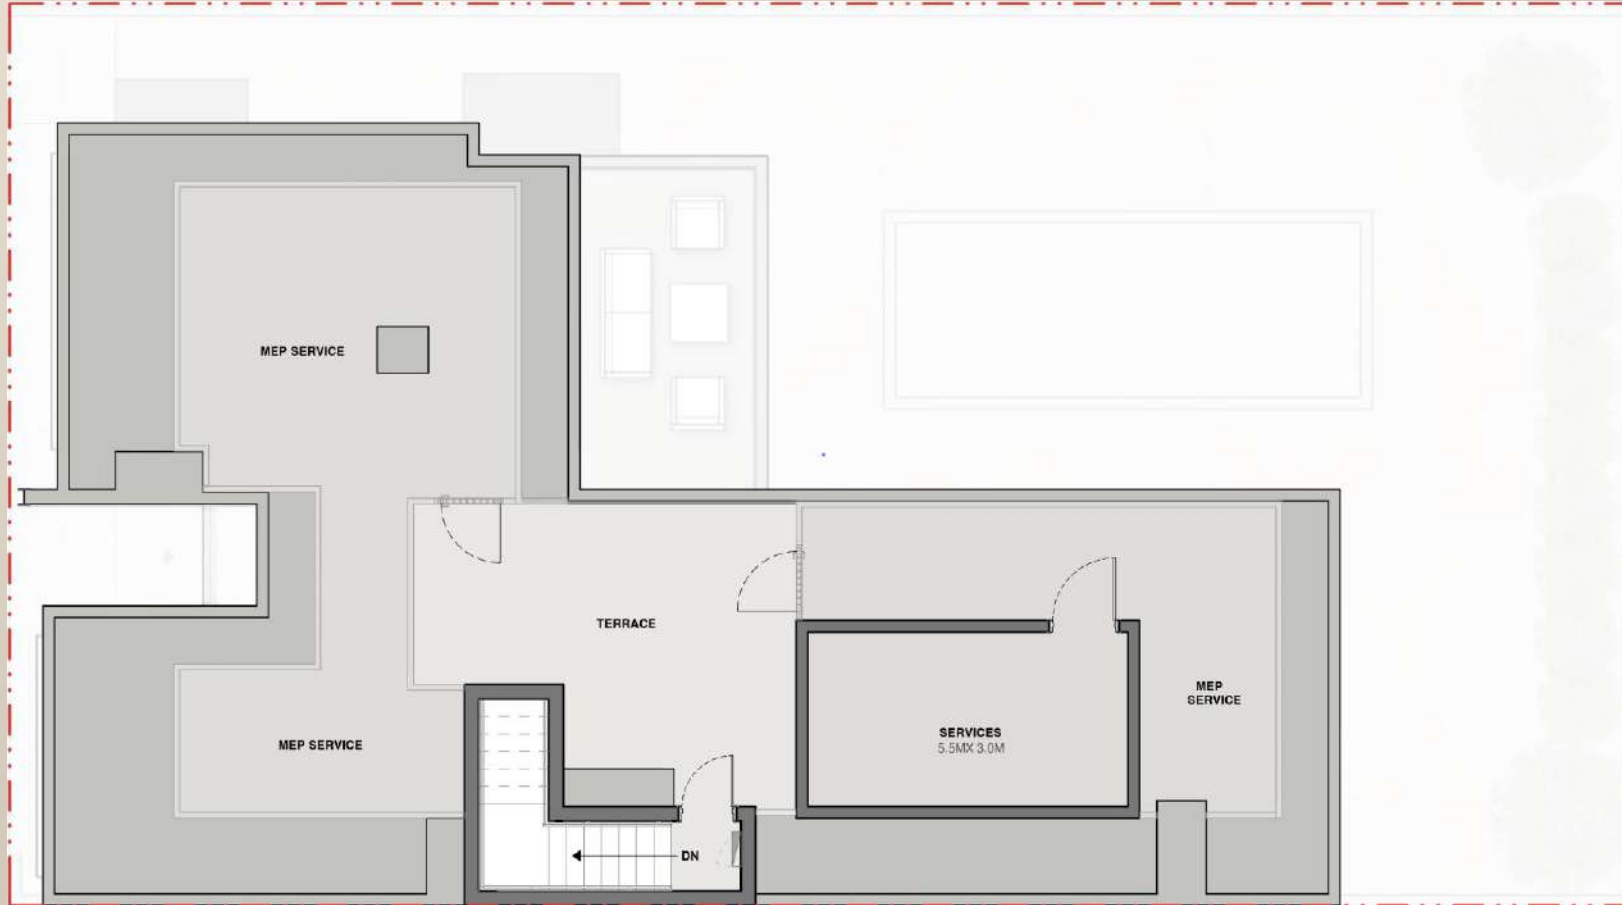 MEP SERVICE
TERRACE
MEP
SERVICE
SERVICES
5.5MX 3.0M
MEP SERVICE
DN